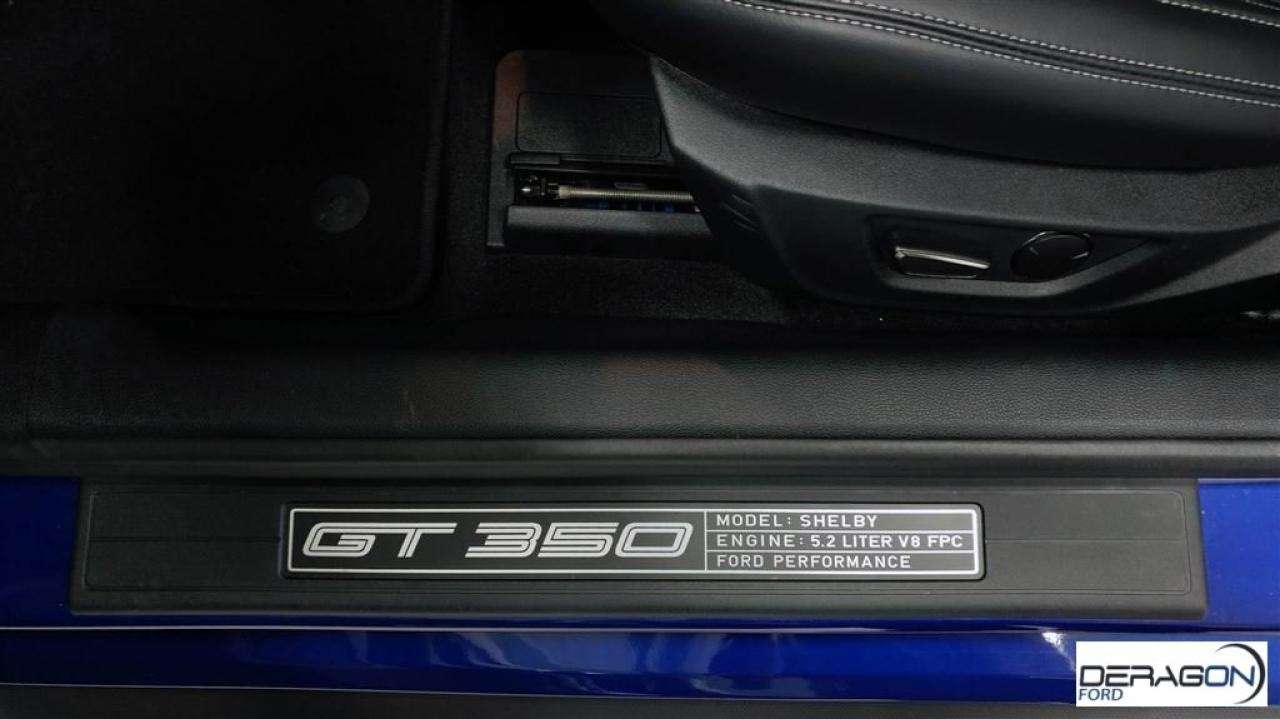 GT 350
MODEL: SHELBY
ENGINE: 5.2 LITER V8 FPC
FORD PERFORMANCE
DERAGON
FORD